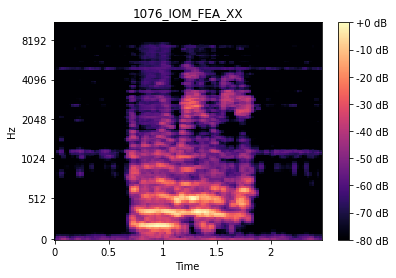 1076_IOM_FEA_XX
8192
4096
2048
1024
512
0
Hz
0
0.5
1
1.5
2
Time
+0 dB
-10 dB
-20 dB
-30 dB
-40 dB
-50 dB
-60 dB
-70 dB
-80 dB